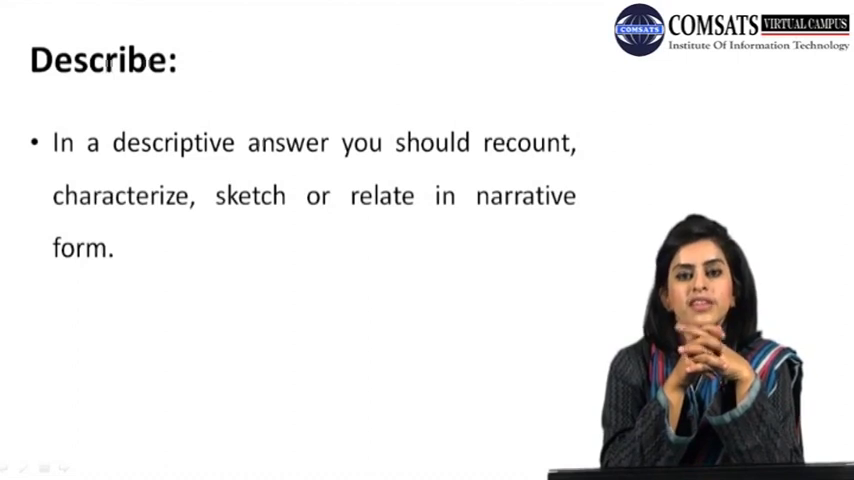 Describe:
COMSATS VIRTUAL CAMPUS
COMSATS
Institute Of Information Technology
• In a descriptive answer you should recount,
characterize, sketch or relate in narrative
form.